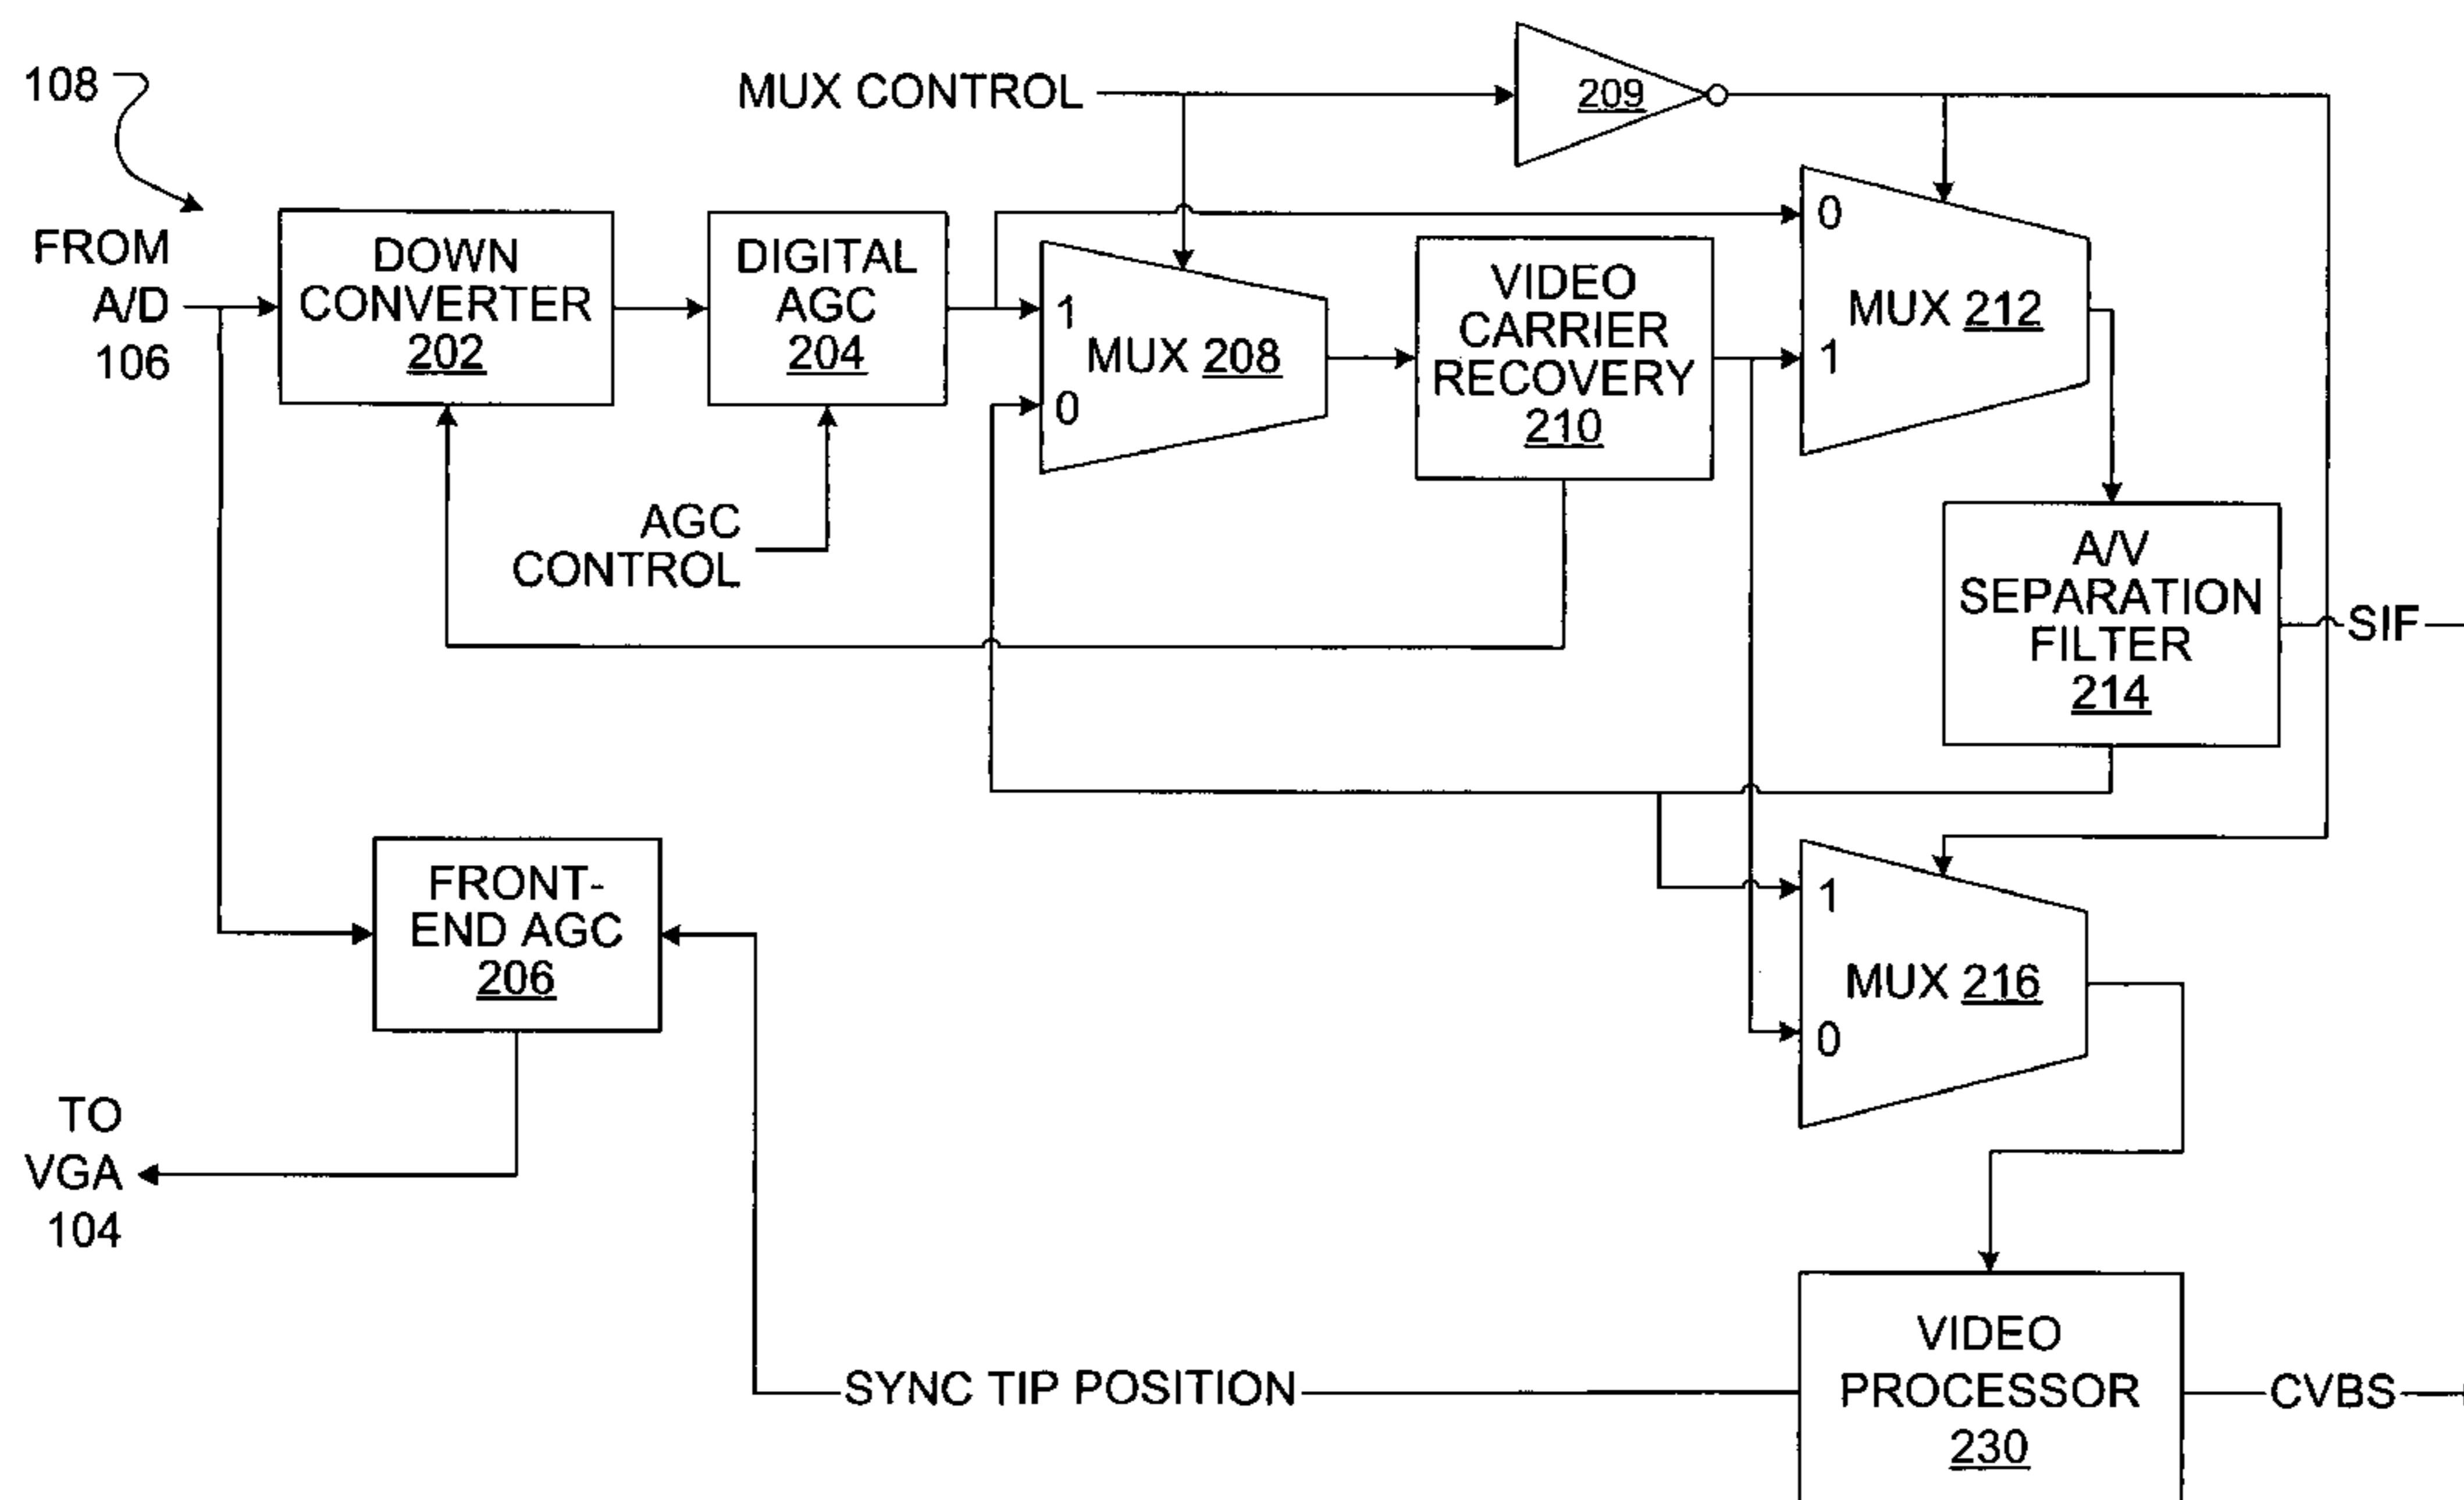 108
MUX CONTROL
209
FROM
A/D
106
DOWN
CONVERTER
202
DIGITAL
AGC
204
1
MUX 208
0
VIDEO
CARRIER
RECOVERY
210
0
MUX 212
1
AGC
CONTROL
A/V
SEPARATION
FILTER
214
SIF
FRONT-
END AGC
206
1
MUX 216
0
TO
VGA
104
SYNC TIP POSITION
VIDEO
PROCESSOR
230
CVBS